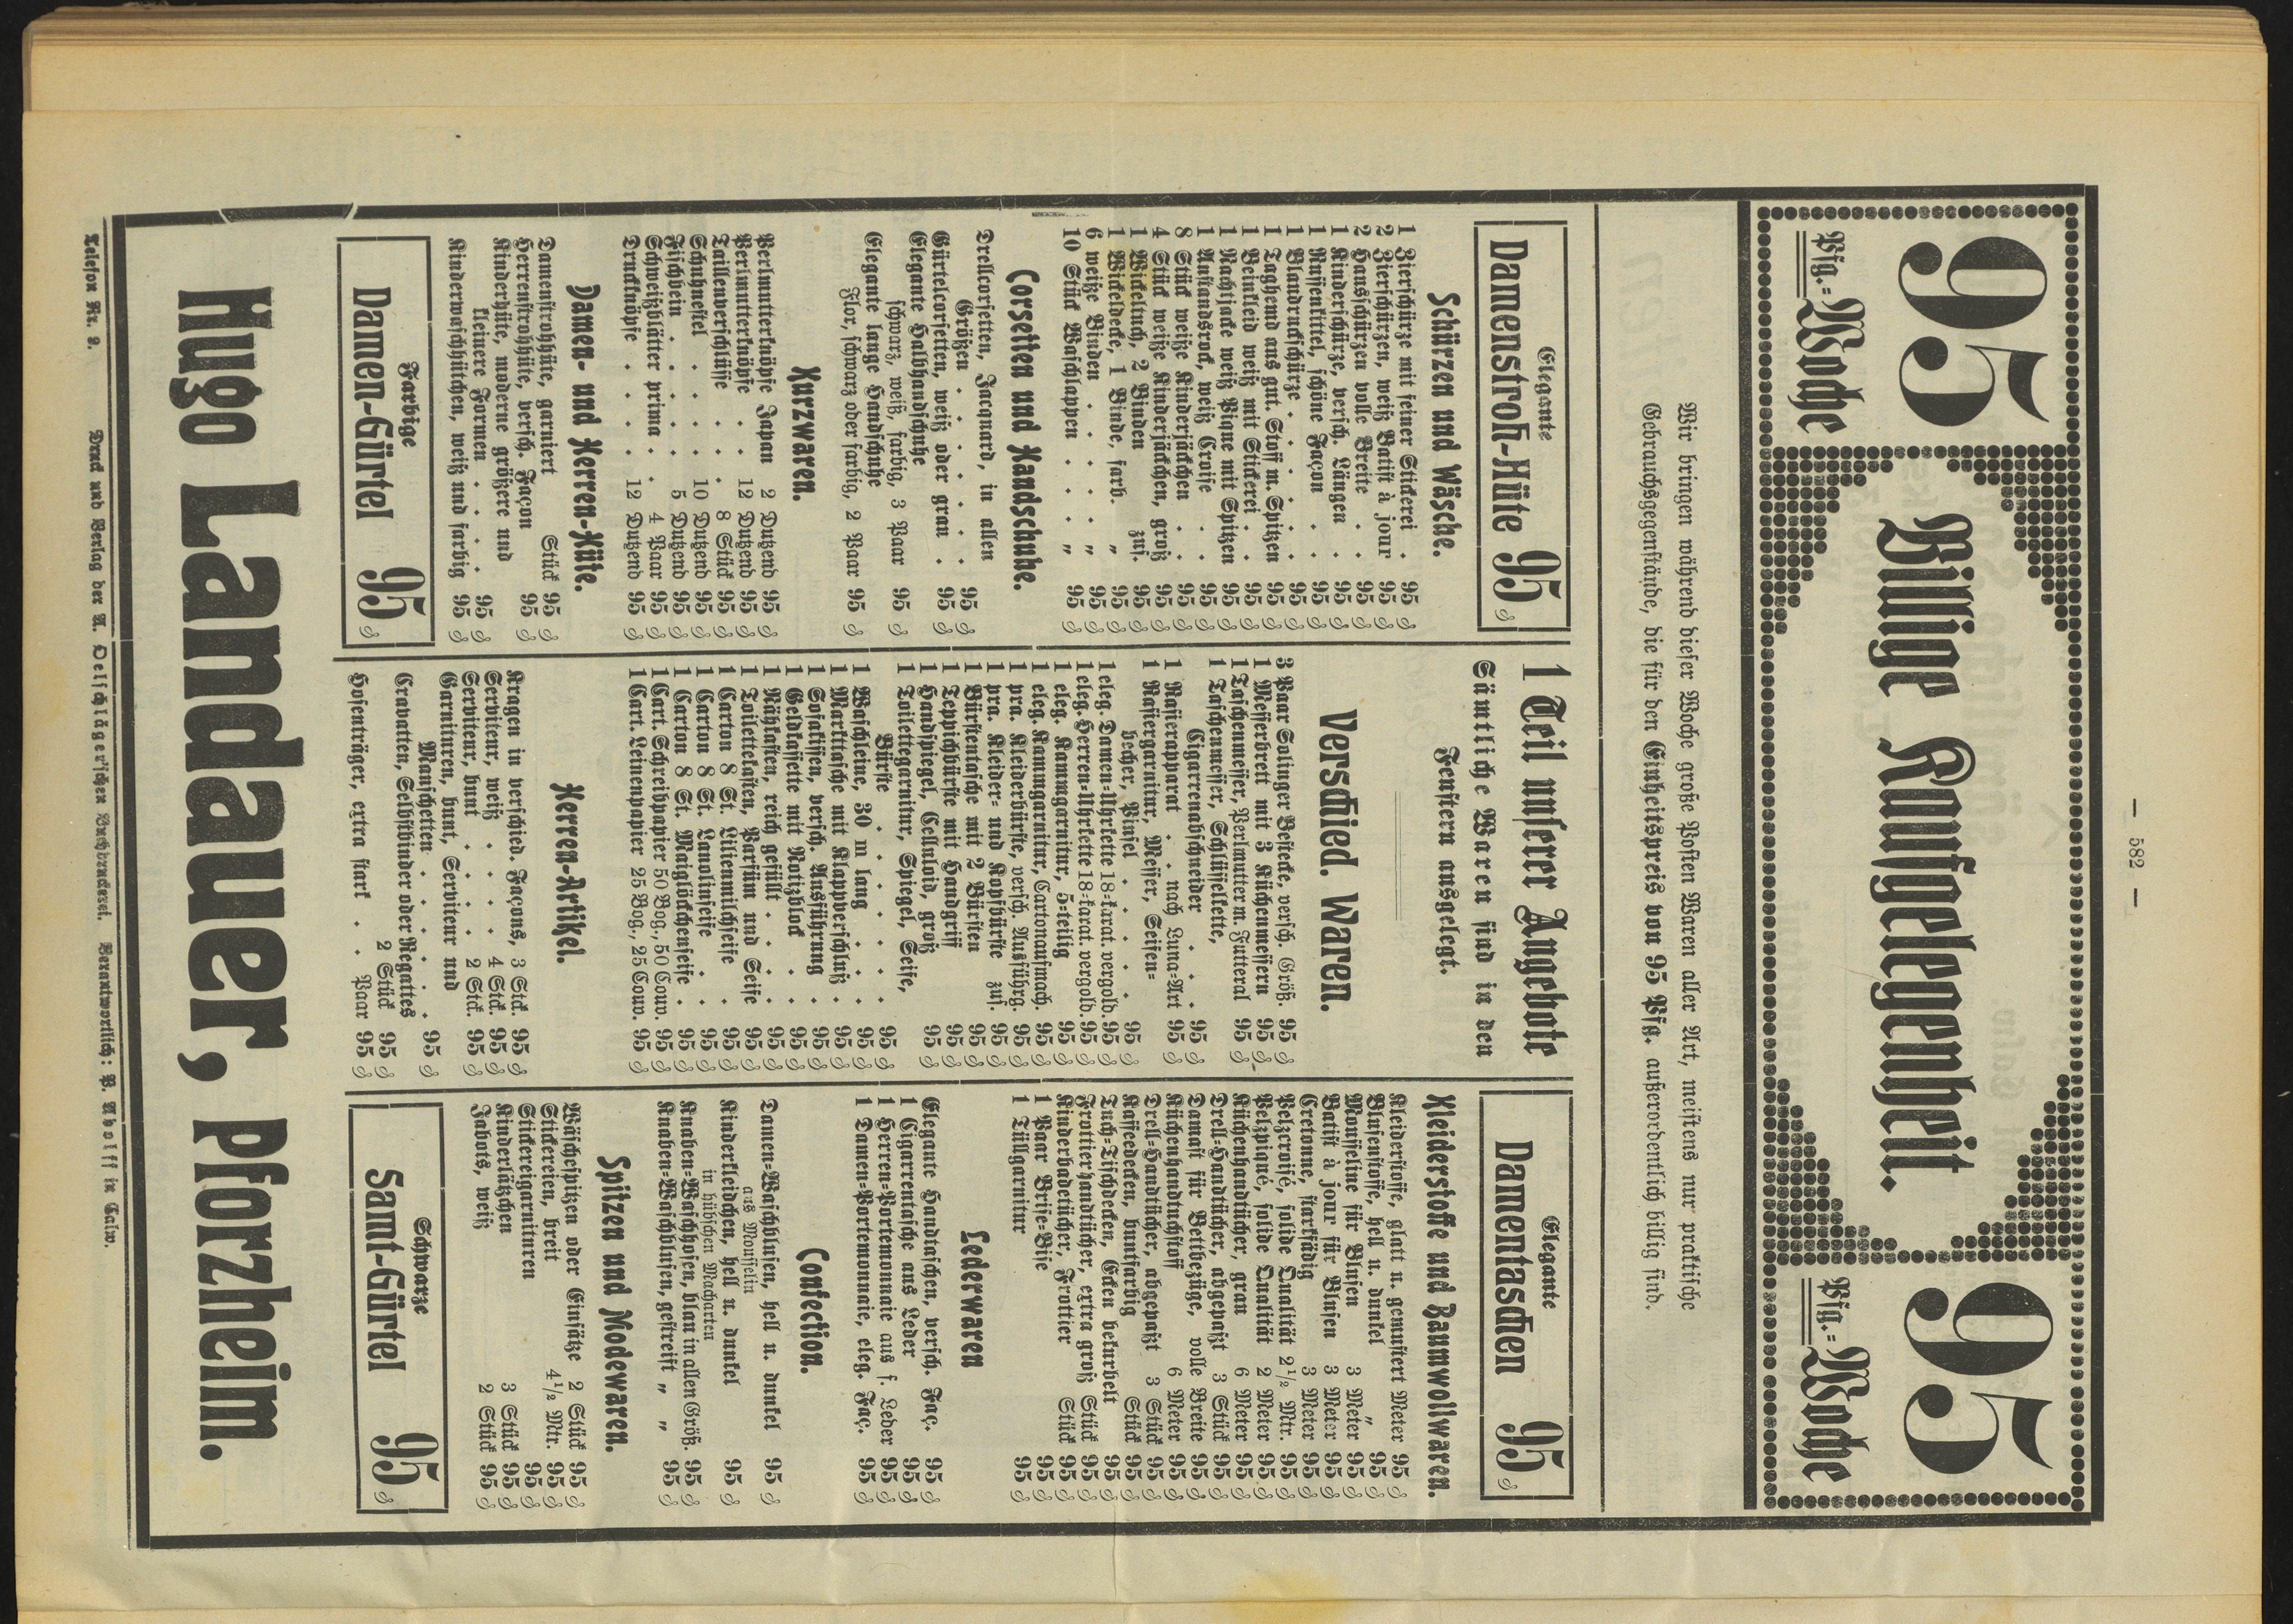 — 582 —
95
Pfg.=Woche
Billige Kaufgelegenheit.
95
Pfg.=Woche
Wir bringen während dieser Woche große Posten Waren aller Art, meistens nur praktische
Gebrauchsgegenstände, die für den Einheitspreis von 95 Pfg. außerordentlich billig sind.
Elegante
Damenstroh-Hüte 95 ₰
Schürzen und Wäsche.
1 Zierschürze mit feiner Stickerei . 95 ₰
2 Zierschürzen, weiß Batist à jour 95 ₰
2 Hausschürzen volle Breite . . 95 ₰
1 Kinderschürze, versch. Längen . 95 ₰
1 Russenkittel, schöne Façon . . 95 ₰
1 Blandruckschürze . . . . . . 95 ₰
1 Taghemd aus gut. Stoff m. Spitzen 95 ₰
1 Beinkleid weiß mit Stickerei . . 95 ₰
1 Nachtjacke weiß Pique mit Spitzen 95 ₰
1 Anstandsrock, weiß Croise . . 95 ₰
8 Stück weiße Kinderjäckchen . . 95 ₰
4 Stück weiße Kinderjäckchen, groß 95 ₰
1 Wickeltuch, 2 Binden zus. 95 ₰
1 Wickeldecke, 1 Binde, farb. „ 95 ₰
6 weiße Binden . . . . „ 95 ₰
10 Stück Waschlappen . . . „ 95 ₰
Corsetten und Handschuhe.
Drellcorsetten, Jacquard, in allen
Größen . . . . . . . . 95 ₰
Gürtelcorsetten, weiß oder grau . 95 ₰
Elegante Halbhandschuhe
schwarz, weiß, farbig, 3 Paar 95 ₰
Elegante lange Handschuhe
Flor, schwarz oder farbig, 2 Paar 95 ₰
Kurzwaren.
Perlmutterknöpfe Japan 2 Dutzend 95 ₰
Perlmutterknöpfe . . 12 Dutzend 95 ₰
Taillenverschlüsse . . 8 Stück 95 ₰
Schuhnestel . . . . 10 Dutzend 95 ₰
Fischbein . . . . . 5 Dutzend 95 ₰
Schweißblätter prima . . 4 Paar 95 ₰
Druckknöpfe . . . . 12 Dutzend 95 ₰
Damen- und Herren-Hüte.
Damenstrohhüte, garniert Stück 95 ₰
Herrenstrohhüte, versch. Façon 95 ₰
Kinderhüte, moderne größere und
kleinere Formen . . . . . 95 ₰
Kinderwaschhütchen, weiß und farbig 95 ₰
Farbige
Damen-Gürtel 95 ₰
1 Teil unserer Angebote
Sämtliche Waren sind in den
Fenstern ausgelegt.
Verschied. Waren.
3 Paar Solinger Bestecke, versch. Größ. 95 ₰
1 Messerbrett mit 3 Küchenmessern 95 ₰
1 Taschenmesser, Perlmutter m. Futteral 95 ₰
1 Taschenmesser, Schlüsselkette,
Cigarrenabschneider . . . . 95 ₰
1 Rasierapparat . . nach Luna-Art 95 ₰
1 Rasiergarnitur, Messer, Seifen-
becher, Pinsel . . . . . . 95 ₰
1 eleg. Damen-Uhrkette 18-karat. vergold. 95 ₰
1 eleg. Herren-Uhrkette 18-karat. vergold. 95 ₰
1 eleg. Kammgarnitur, 5-teilig 95 ₰
1 eleg. Kammgarnitur, Cartonaufmach. 95 ₰
1 pra. Kleiderbürste, versch. Ausführg. 95 ₰
1 pra. Kleider- und Kopfbürste zus. 95 ₰
1 Bürstentasche mit 2 Bürsten 95 ₰
1 Teppichbürste mit Handgriff 95 ₰
1 Handspiegel, Celluloid, groß 95 ₰
1 Toilettegarnitur, Spiegel, Seife,
Bürste . . . . . . . . 95 ₰
1 Waschleine, 30 m lang . . . 95 ₰
1 Markttasche mit Klappverschluß . 95 ₰
1 Sofakissen, versch. Ausführung . 95 ₰
1 Geldkassette mit Notizblock . . 95 ₰
1 Nähkasten, reich gefüllt . . . 95 ₰
1 Toilettekasten, Parfüm und Seife 95 ₰
1 Carton 8 St. Lilienmilchseife . 95 ₰
1 Carton 8 St. Lanolinseife . . 95 ₰
1 Carton 8 St. Maiglöckchenseife . 95 ₰
1 Cart. Schreibpapier 50 Bog., 50 Couv. 95 ₰
1 Cart. Leinenpapier 25 Bog., 25 Couv. 95 ₰
Herren-Artikel.
Kragen in verschied. Façons, 3 Stck. 95 ₰
Serviteur, weiß . . . . 4 Stck. 95 ₰
Serviteur, bunt . . . . 2 Stck. 95 ₰
Garnituren, bunt, Serviteur und
Manschetten . . . . . . . 95 ₰
Cravatten, Selbstbinder oder Regattes
2 Stück 95 ₰
Hosenträger, extra stark . . Paar 95 ₰
Elegante
Damentaschen 95 ₰
Kleiderstoffe und Baumwollwaren.
Kleiderstoffe, glatt u. gemustert Meter 95 ₰
Blusenstoffe, hell u. dunkel „ 95 ₰
Mousseline für Blusen 3 Meter 95 ₰
Batist à jour für Blusen 3 Meter 95 ₰
Cretonne, starkfädig 3 Meter 95 ₰
Pelzcroisé, solide Qualität 2½ Mtr. 95 ₰
Pelzpiqué, solide Qualität 2 Meter 95 ₰
Küchenhandtücher, grau 6 Meter 95 ₰
Drell-Handtücher, abgepaßt 3 Stück 95 ₰
Damast für Bettbezüge, volle Breite 95 ₰
Küchenhandtuchstoff 6 Meter 95 ₰
Drell-Handtücher, abgepaßt 3 Stück 95 ₰
Kaffeedecken, buntfarbig Stück 95 ₰
Tuch-Tischdecken, Ecken bekurbelt 95 ₰
Frottierhandtücher, extra groß Stück 95 ₰
Kinderbadetücher, Frottier Stück 95 ₰
1 Paar Brise-Bise 95 ₰
1 Tüllgarnitur 95 ₰
Lederwaren
Elegante Handtaschen, versch. Faç. 95 ₰
1 Cigarrentasche aus Leder 95 ₰
1 Herren-Portemonnaie aus f. Leder 95 ₰
1 Damen-Portemonnaie, eleg. Faç. 95 ₰
Confection.
Damen-Waschblusen, hell u. dunkel 95 ₰
aus Mousselin
Kinderkleidchen, hell u. dunkel 95 ₰
in hübschen Macharten
Knaben-Waschhosen, blau in allen Größ. 95 ₰
Knaben-Waschblusen, gestreift „ „ 95 ₰
Spitzen und Modewaren.
Wäschespitzen oder Einsätze 2 Stück 95 ₰
Stickereien, breit 4½ Mtr. 95 ₰
Stickereigarnituren 95 ₰
Kinderlätzchen 3 Stück 95 ₰
Jabots, weiß 2 Stück 95 ₰
Schwarze
Samt-Gürtel 95 ₰
Hugo Landauer, Pforzheim.
Telefon Nr. 9. Druck und Verlag der A. Oelschläger'schen Buchdruckerei. Verantwortlich: P. Adolff in Calw.